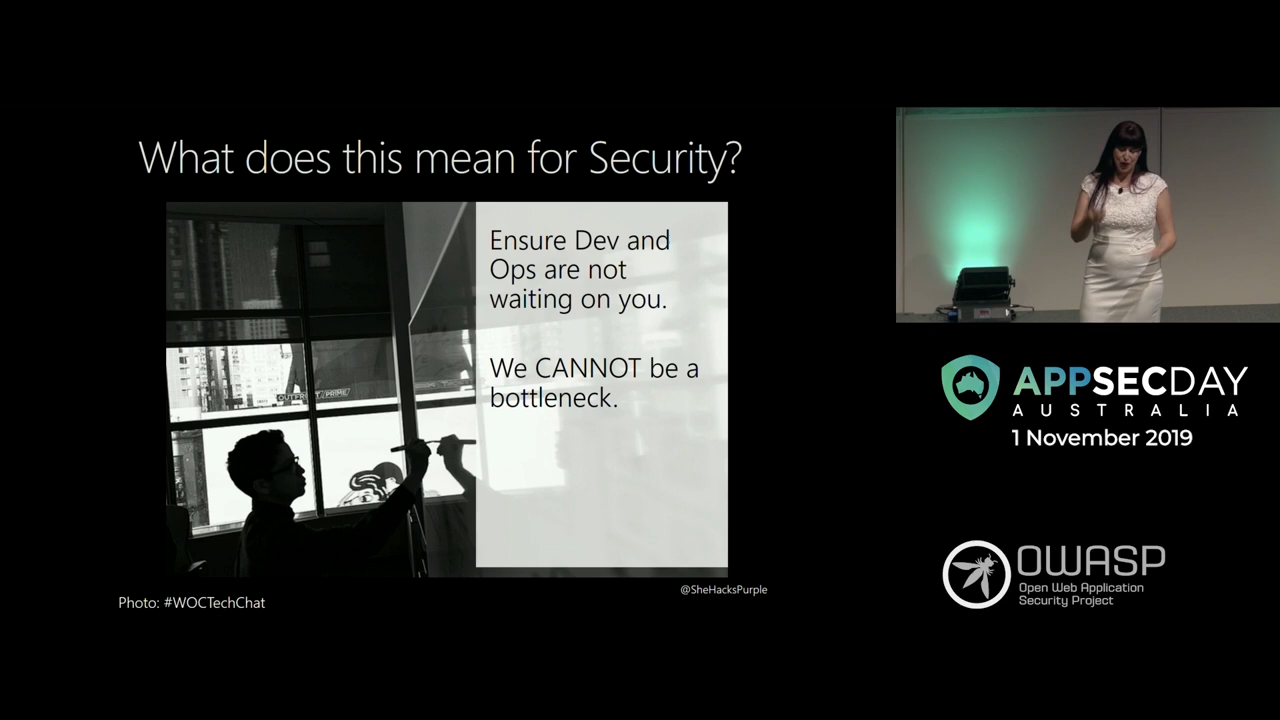 What does this mean for Security?
Ensure Dev and
Ops are not
waiting on you.
We CANNOT be a
bottleneck.
@SheHacksPurple
Photo: #WOCTechChat
APPSECDAY
AUSTRALIA
1 November 2019
OWASP
Open Web Application
Security Project